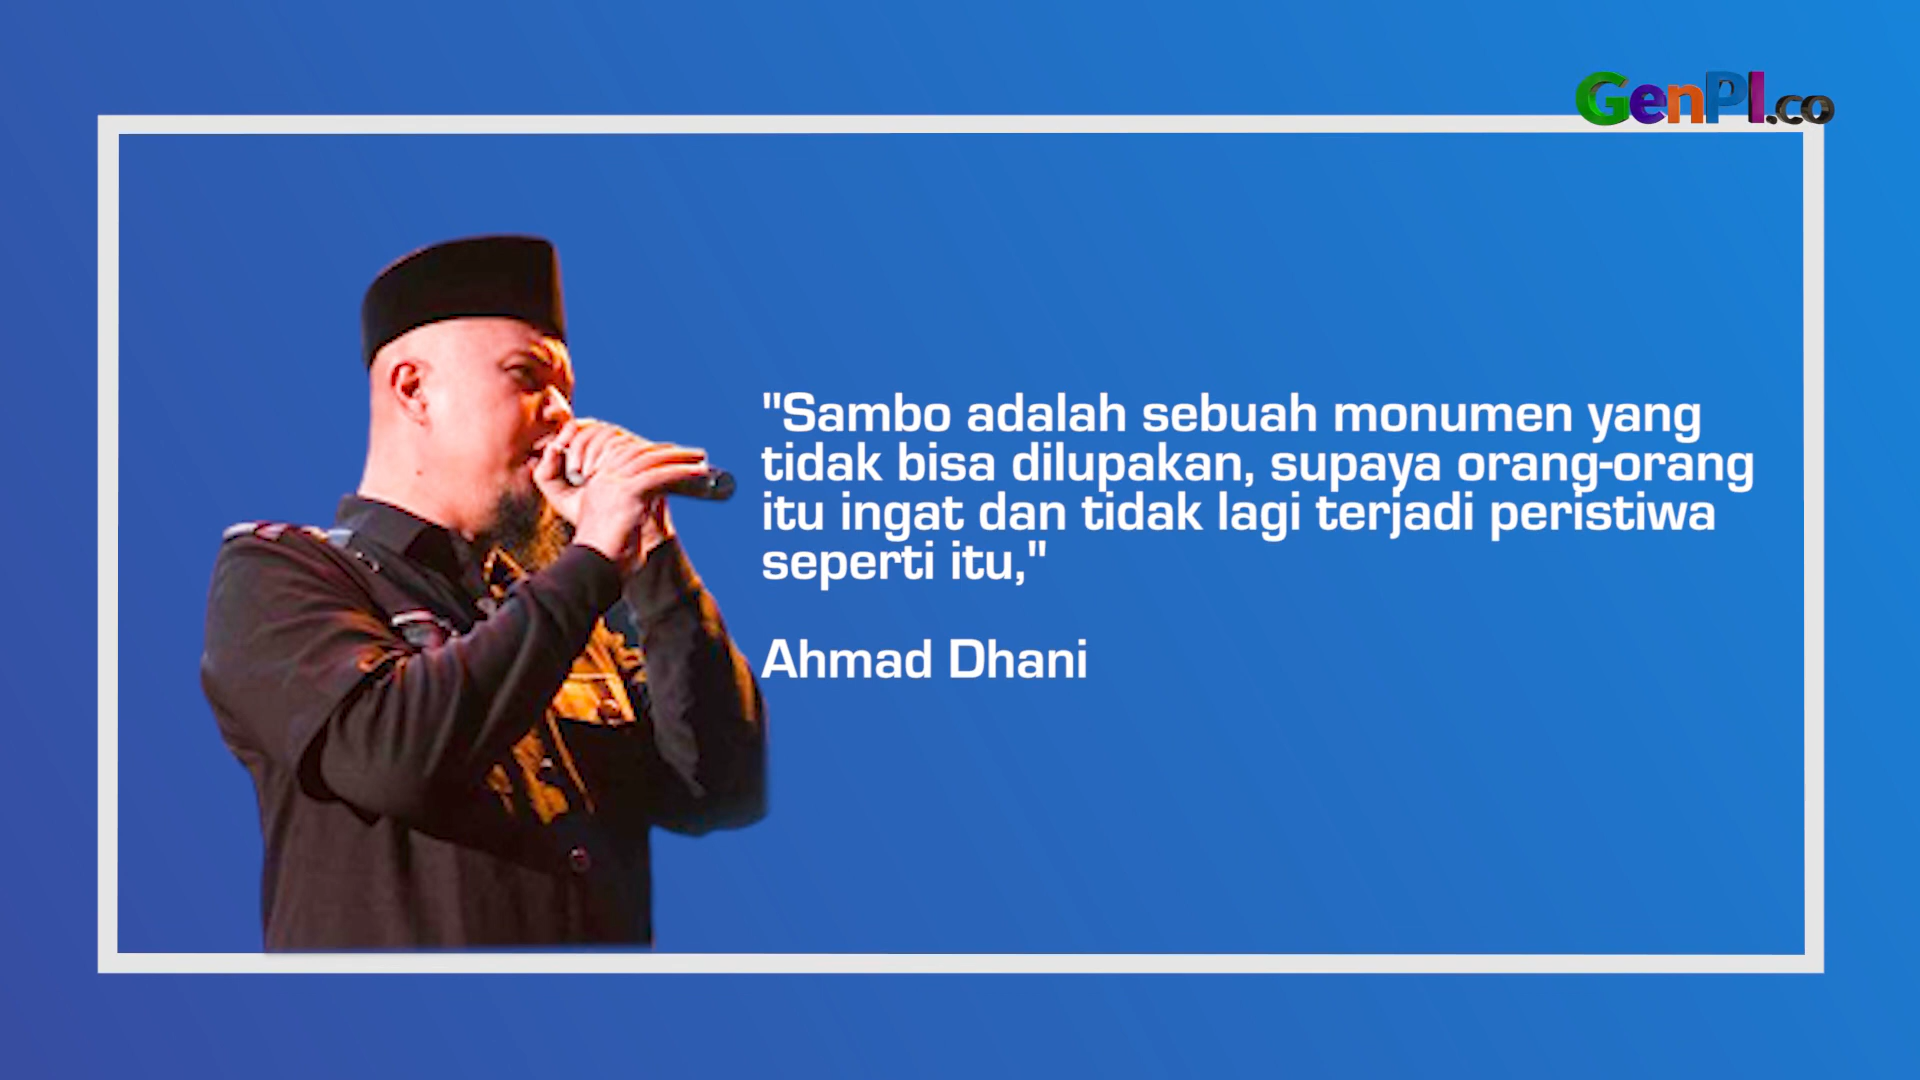 GenPI.co
"Sambo adalah sebuah monumen yang
tidak bisa dilupakan, supaya orang-orang
itu ingat dan tidak lagi terjadi peristiwa
seperti itu,"
Ahmad Dhani